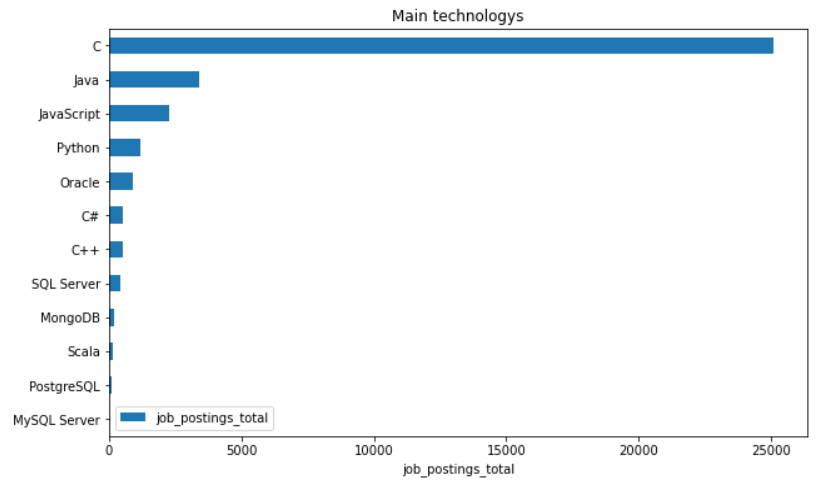 Main technologys
C
Java
JavaScript
Python
Oracle
C#
C++
SQL Server
MongoDB
Scala
PostgreSQL
MySQL Server
job_postings_total
0 5000 10000 15000 20000 25000
job_postings_total